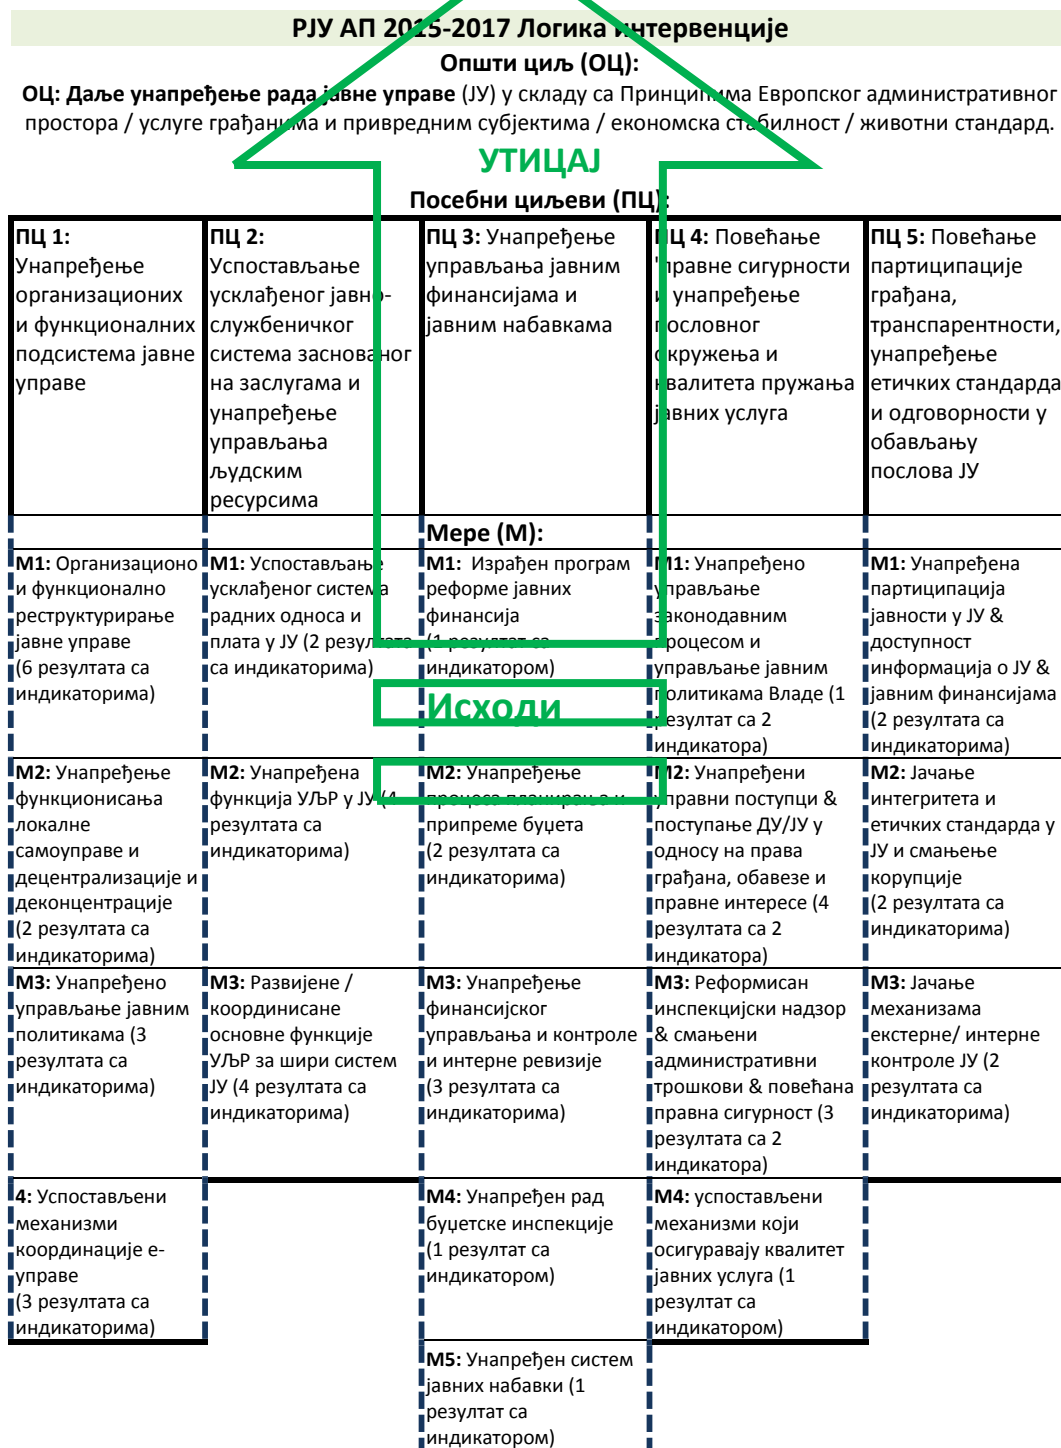 РЈУ АП 2015-2017 Логика интервенције
Општи циљ (ОЦ):
ОЦ: Даље унапређење рада јавне управе (ЈУ) у складу са Принципима Европског административног
простора / услуге грађанима и привредним субјектима / економска стабилност / животни стандард.
УТИЦАЈ
Посебни циљеви (ПЦ):
ПЦ 1:
Унапређење
организационих
и функционалних
подсистема јавне
управе
ПЦ 2:
Успостављање
усклађеног јавно-
службеничког
система заснованог
на заслугама и
унапређење
управљања
људским
ресурсима
ПЦ 3: Унапређење
управљања јавним
финансијама и
јавним набавкама
ПЦ 4: Повећање
'правне сигурности
и унапређење
пословног
окружења и
квалитета пружања
јавних услуга
ПЦ 5: Повећање
партиципације
грађана,
транспарентности,
унапређење
етичких стандарда
и одговорности у
обављању
послова ЈУ
Мере (М):
М1: Организационо
и функционално
реструктурирање
јавне управе
(6 резултата са
индикаторима)
М1: Успостављање
усклађеног система
радних односа и
плата у ЈУ (2 резултата
са индикаторима)
М1: Израђен програм
реформе јавних
финансија
(1 резултат са
индикатором)
М1: Унапређено
управљање
законодавним
процесом и
управљање јавним
политикама Владе (1
резултат са 2
индикатора)
М1: Унапређена
партиципација
јавности у ЈУ &
доступност
информација о ЈУ &
јавним финансијама
(2 резултата са
индикаторима)
Исходи
М2: Унапређење
функционисања
локалне
самоуправе и
децентрализације и
деконцентрације
(2 резултата са
индикаторима)
М2: Унапређена
функција УЉР у ЈУ (4
резултата са
индикаторима)
М2: Унапређење
процеса планирања и
припреме буџета
(2 резултата са
индикаторима)
М2: Унапређени
управни поступци &
поступање ДУ/ЈУ у
односу на права
грађана, обавезе и
правне интересе (4
резултата са 2
индикатора)
М2: Јачање
интегритета и
етичких стандарда у
ЈУ и смањење
корупције
(2 резултата са
индикаторима)
М3: Унапређено
управљање јавним
политикама (3
резултата са
индикаторима)
М3: Развијене /
координисане
основне функције
УЉР за шири систем
ЈУ (4 резултата са
индикаторима)
М3: Унапређење
финансијског
управљања и контроле
и интерне ревизије
(3 резултата са
индикаторима)
М3: Реформисан
инспекцијски надзор
& смањени
административни
трошкови & повећана
правна сигурност (3
резултата са 2
индикатора)
М3: Јачање
механизама
екстерне/ интерне
контроле ЈУ (2
резултата са
индикаторима)
4: Успостављени
механизми
координације е-
управе
(3 резултата са
индикаторима)
М4: Унапређен рад
буџетске инспекције
(1 резултат са
индикатором)
М4: успостављени
механизми који
осигуравају квалитет
јавних услуга (1
резултат са
индикатором)
М5: Унапређен систем
јавних набавки (1
резултат са
индикатором)